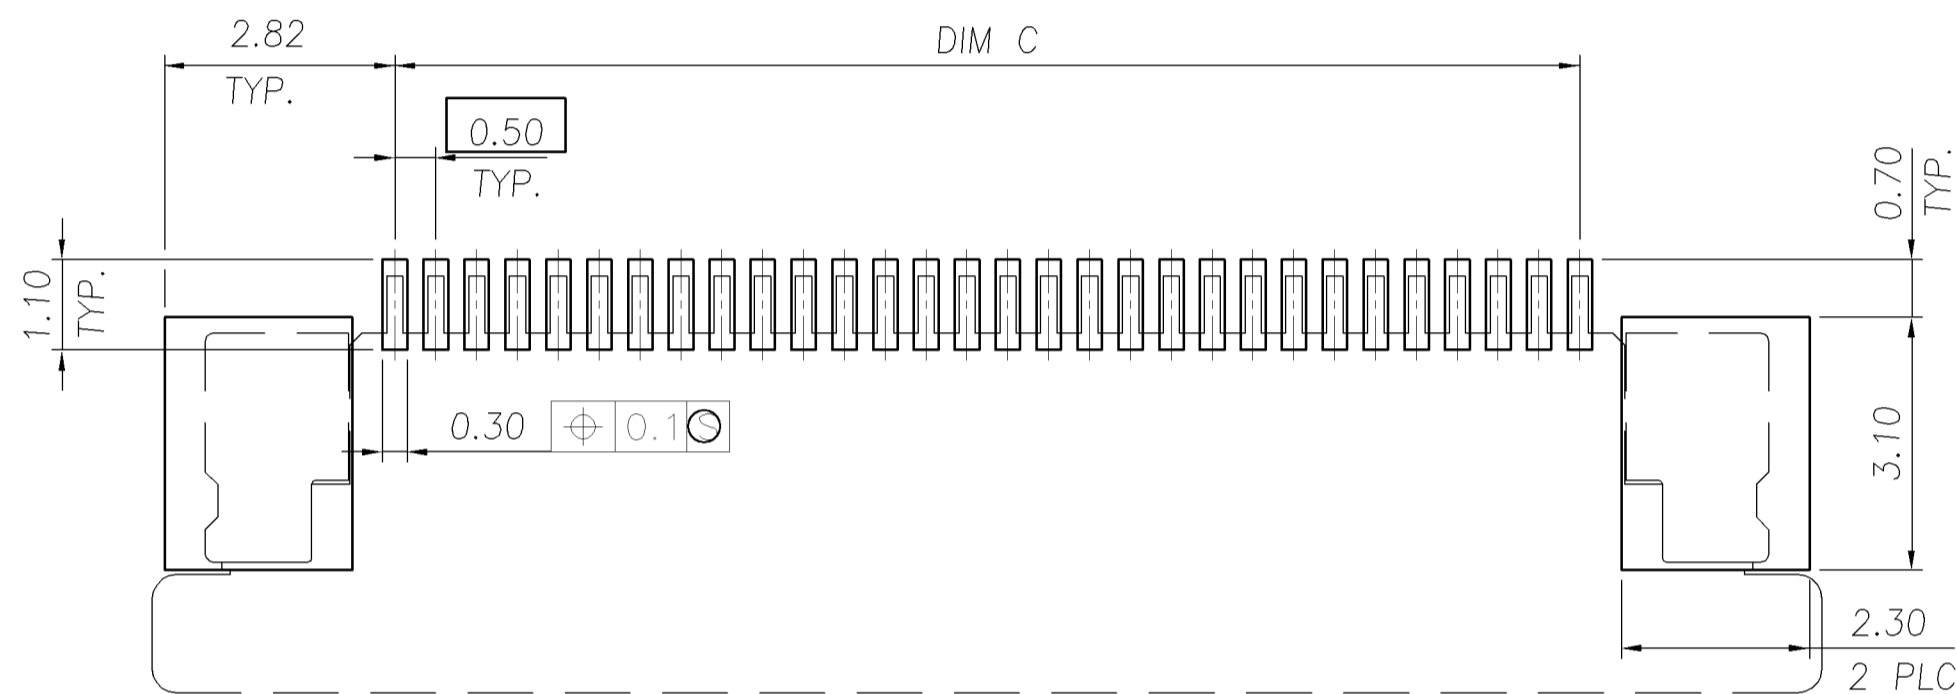 2.82
TYP.
DIM C
0.50
TYP.
0.70
TYP.
1.10
TYP.
0.30
0.1 Ⓢ
3.10
2.30
2 PLC